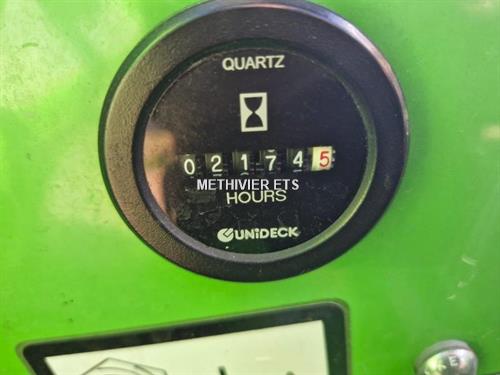 QUARTZ
021745
METHIVIER ETS
HOURS
UNiDECK